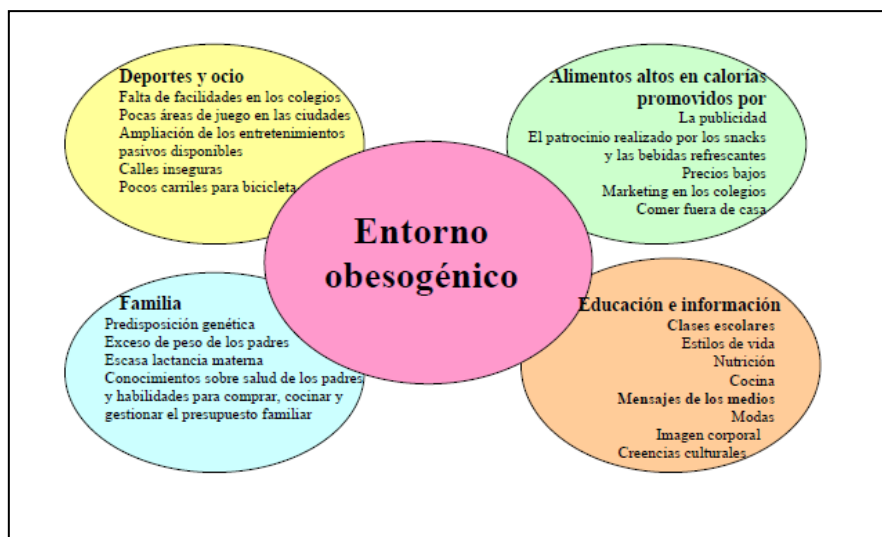 Deportes y ocio
Falta de facilidades en los colegios
Pocas áreas de juego en las ciudades
Ampliación de los entretenimientos
pasivos disponibles
Calles inseguras
Pocos carriles para bicicleta
Alimentos altos en calorías
promovidos por
La publicidad
El patrocinio realizado por los snacks
y las bebidas refrescantes
Precios bajos
Marketing en los colegios
Comer fuera de casa
Entorno
obesogénico
Familia
Predisposición genética
Exceso de peso de los padres
Escasa lactancia materna
Conocimientos sobre salud de los padres
y habilidades para comprar, cocinar y
gestionar el presupuesto familiar
Educación e información
Clases escolares
Estilos de vida
Nutrición
Cocina
Mensajes de los medios
Modas
Imagen corporal
Creencias culturales